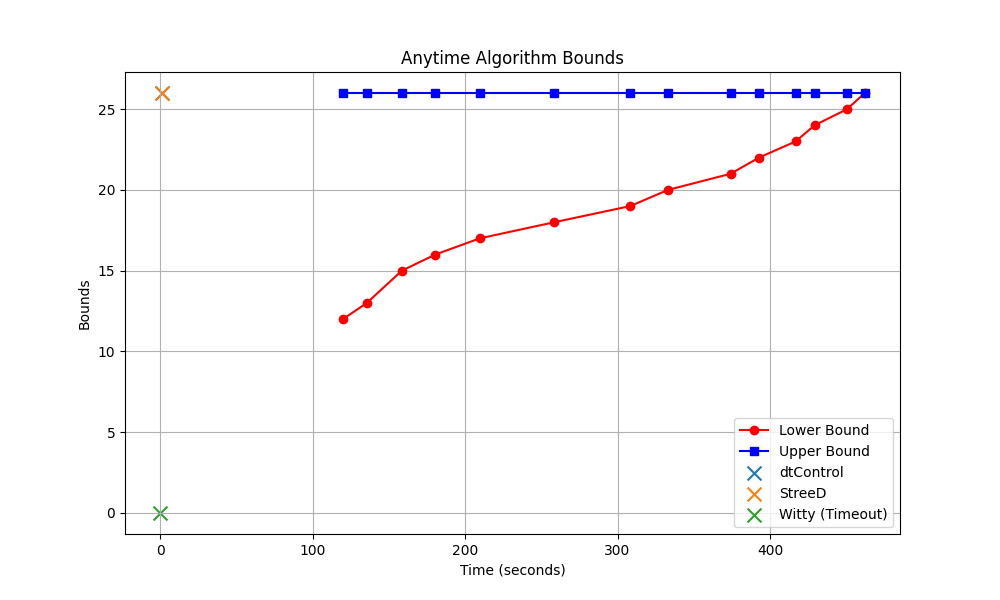 Anytime Algorithm Bounds
Bounds
25
20
15
10
5
0
0 100 200 300 400
Time (seconds)
Lower Bound
Upper Bound
dtControl
StreeD
Witty (Timeout)